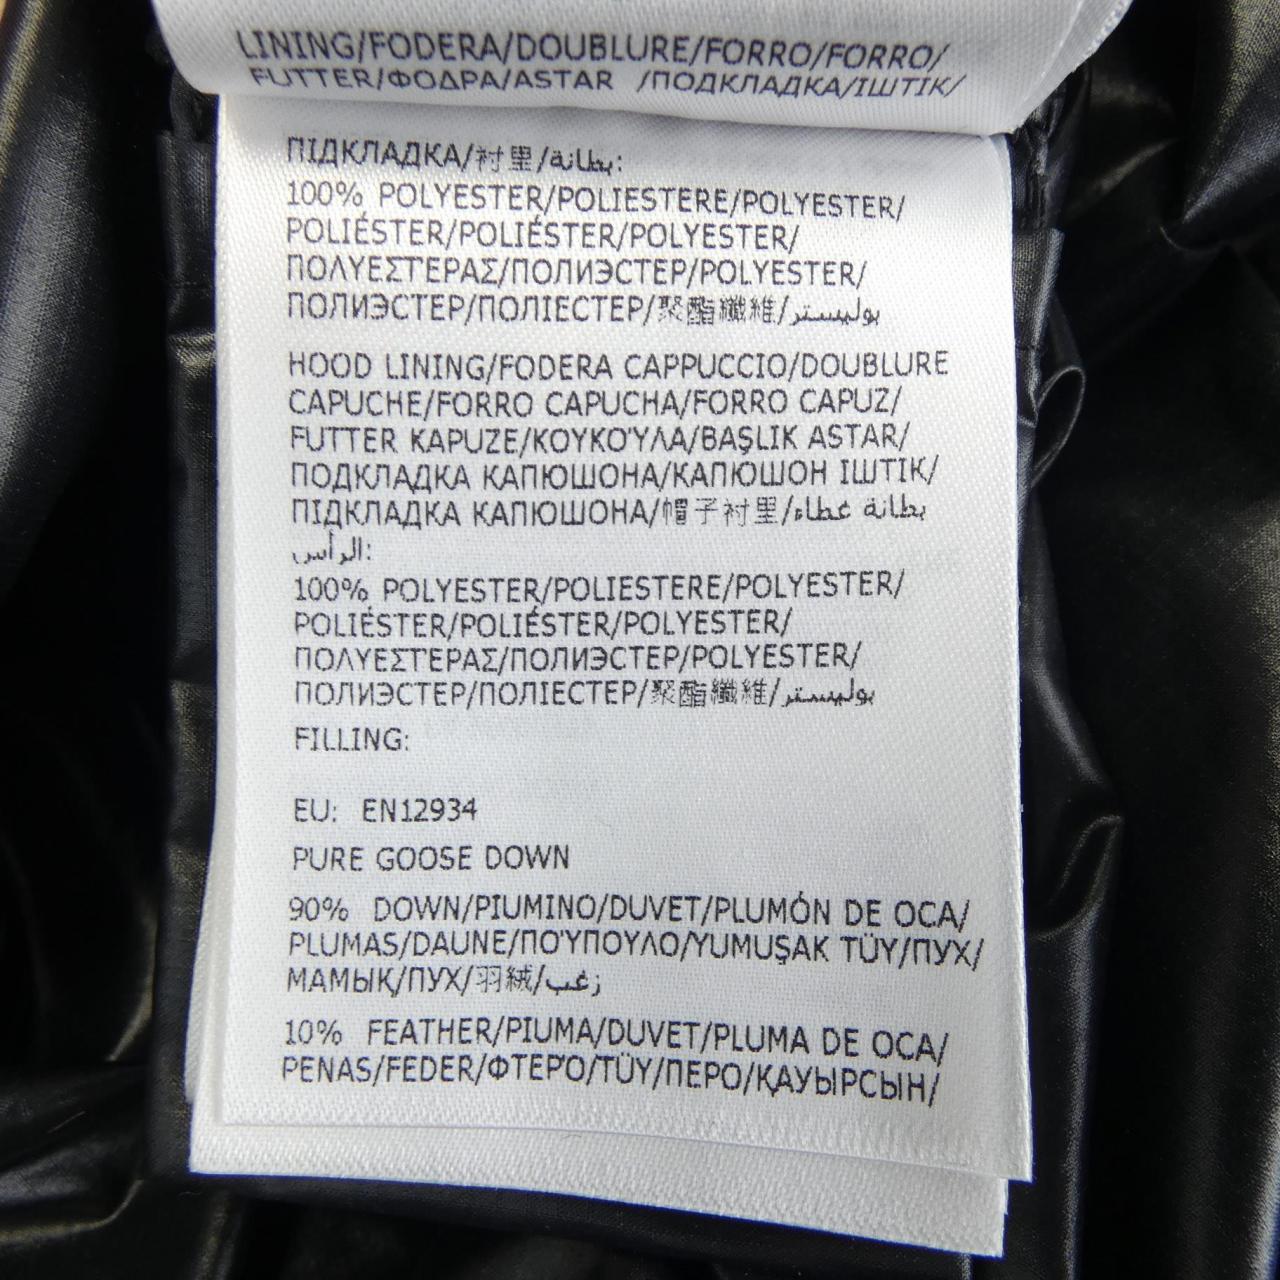 LINING/FODERA/DOUBLURE/FORRO/FORRO/
FUTTER/ΦΟΔΡΑ/ASTAR /ПОДКЛАДКА/ІШТІК/
ПІДКЛАДКА/衬里/بطانة:
100% POLYESTER/POLIESTERE/POLYESTER/
POLIÉSTER/POLIÉSTER/POLYESTER/
ΠΟΛΥΕΣΤΕΡΑΣ/ПОЛИЭСТЕР/POLYESTER/
ПОЛИЭСТЕР/ПОЛІЕСТЕР/聚酯纖維/بوليستر
HOOD LINING/FODERA CAPPUCCIO/DOUBLURE
CAPUCHE/FORRO CAPUCHA/FORRO CAPUZ/
FUTTER KAPUZE/ΚΟΥΚΟΎΛΑ/BAŞLIK ASTAR/
ПОДКЛАДКА КАПЮШОНА/КАПЮШОН ІШТІК/
ПІДКЛАДКА КАПЮШОНА/帽子衬里/بطانة غطاء
الرأس:
100% POLYESTER/POLIESTERE/POLYESTER/
POLIÉSTER/POLIÉSTER/POLYESTER/
ΠΟΛΥΕΣΤΕΡΑΣ/ПОЛИЭСТЕР/POLYESTER/
ПОЛИЭСТЕР/ПОЛІЕСТЕР/聚酯纖維/بوليستر
FILLING:
EU: EN12934
PURE GOOSE DOWN
90% DOWN/PIUMINO/DUVET/PLUMÓN DE OCA/
PLUMAS/DAUNE/ΠΟΎΠΟΥΛΟ/YUMUŞAK TÜY/ПУХ/
МАМЫҚ/ПУХ/羽絨/زغب
10% FEATHER/PIUMA/DUVET/PLUMA DE OCA/
PENAS/FEDER/ΦΤΕΡΌ/TÜY/ПЕРО/ҚАУЫРСЫН/